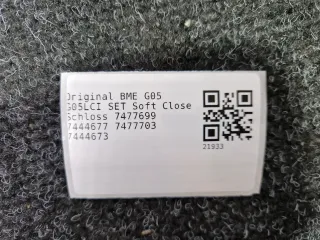 Original BME G05
G05LCI SET Soft Close
Schloss 7477699
7444677 7477703
7444673
21933